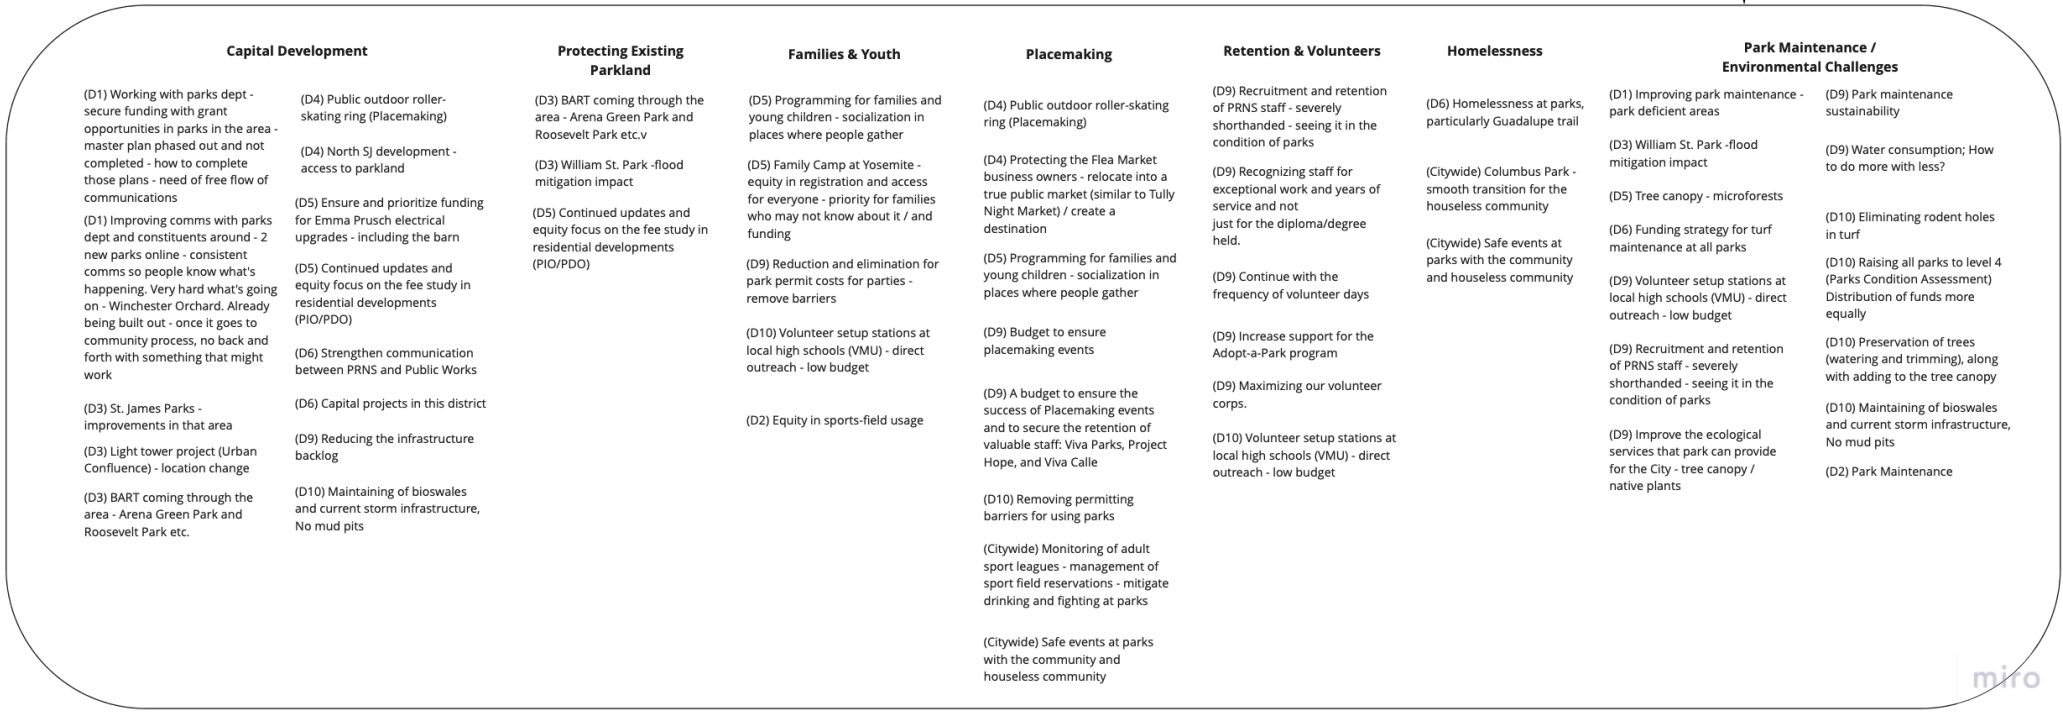 Capital Development
(D1) Working with parks dept -
secure funding with grant
opportunities in parks in the area -
master plan phased out and not
completed - how to complete
those plans - need of free flow of
communications
(D1) Improving comms with parks
dept and constituents around - 2
new parks online - consistent
comms so people know what's
happening. Very hard what's going
on - Winchester Orchard. Already
being built out - once it goes to
community process, no back and
forth with something that might
work
(D3) St. James Parks -
improvements in that area
(D3) Light tower project (Urban
Confluence) - location change
(D3) BART coming through the
area - Arena Green Park and
Roosevelt Park etc.
(D4) Public outdoor roller-
skating ring (Placemaking)
(D4) North SJ development -
access to parkland
(D5) Ensure and prioritize funding
for Emma Prusch electrical
upgrades - including the barn
(D5) Continued updates and
equity focus on the fee study in
residential developments
(PIO/PDO)
(D6) Strengthen communication
between PRNS and Public Works
(D6) Capital projects in this district
(D9) Reducing the infrastructure
backlog
(D10) Maintaining of bioswales
and current storm infrastructure,
No mud pits
Protecting Existing
Parkland
(D3) BART coming through the
area - Arena Green Park and
Roosevelt Park etc.v
(D3) William St. Park -flood
mitigation impact
(D5) Continued updates and
equity focus on the fee study in
residential developments
(PIO/PDO)
Families & Youth
(D5) Programming for families and
young children - socialization in
places where people gather
(D5) Family Camp at Yosemite -
equity in registration and access
for everyone - priority for families
who may not know about it / and
funding
(D9) Reduction and elimination for
park permit costs for parties -
remove barriers
(D10) Volunteer setup stations at
local high schools (VMU) - direct
outreach - low budget
(D2) Equity in sports-field usage
Placemaking
(D4) Public outdoor roller-skating
ring (Placemaking)
(D4) Protecting the Flea Market
business owners - relocate into a
true public market (similar to Tully
Night Market) / create a
destination
(D5) Programming for families and
young children - socialization in
places where people gather
(D9) Budget to ensure
placemaking events
(D9) A budget to ensure the
success of Placemaking events
and to secure the retention of
valuable staff: Viva Parks, Project
Hope, and Viva Calle
(D10) Removing permitting
barriers for using parks
(Citywide) Monitoring of adult
sport leagues - management of
sport field reservations - mitigate
drinking and fighting at parks
(Citywide) Safe events at parks
with the community and
houseless community
Retention & Volunteers
(D9) Recruitment and retention
of PRNS staff - severely
shorthanded - seeing it in the
condition of parks
(D9) Recognizing staff for
exceptional work and years of
service and not
just for the diploma/degree
held.
(D9) Continue with the
frequency of volunteer days
(D9) Increase support for the
Adopt-a-Park program
(D9) Maximizing our volunteer
corps.
(D10) Volunteer setup stations at
local high schools (VMU) - direct
outreach - low budget
Homelessness
(D6) Homelessness at parks,
particularly Guadalupe trail
(Citywide) Columbus Park -
smooth transition for the
houseless community
(Citywide) Safe events at
parks with the community
and houseless community
Park Maintenance /
Environmental Challenges
(D1) Improving park maintenance -
park deficient areas
(D3) William St. Park -flood
mitigation impact
(D5) Tree canopy - microforests
(D6) Funding strategy for turf
maintenance at all parks
(D9) Volunteer setup stations at
local high schools (VMU) - direct
outreach - low budget
(D9) Recruitment and retention
of PRNS staff - severely
shorthanded - seeing it in the
condition of parks
(D9) Improve the ecological
services that park can provide
for the City - tree canopy /
native plants
(D9) Park maintenance
sustainability
(D9) Water consumption; How
to do more with less?
(D10) Eliminating rodent holes
in turf
(D10) Raising all parks to level 4
(Parks Condition Assessment)
Distribution of funds more
equally
(D10) Preservation of trees
(watering and trimming), along
with adding to the tree canopy
(D10) Maintaining of bioswales
and current storm infrastructure,
No mud pits
(D2) Park Maintenance
miro